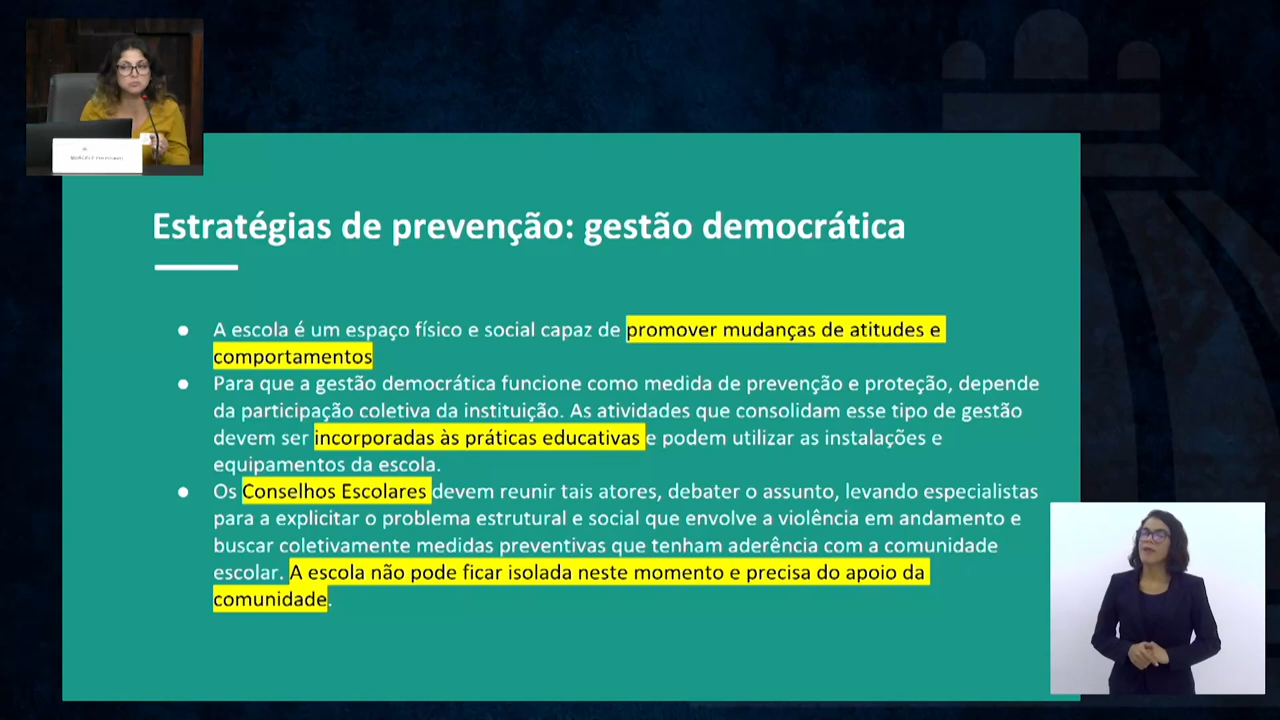 Estratégias de prevenção: gestão democrática
● A escola é um espaço físico e social capaz de promover mudanças de atitudes e
comportamentos
● Para que a gestão democrática funcione como medida de prevenção e proteção, depende
da participação coletiva da instituição. As atividades que consolidam esse tipo de gestão
devem ser incorporadas às práticas educativas e podem utilizar as instalações e
equipamentos da escola.
● Os Conselhos Escolares devem reunir tais atores, debater o assunto, levando especialistas
para a explicitar o problema estrutural e social que envolve a violência em andamento e
buscar coletivamente medidas preventivas que tenham aderência com a comunidade
escolar. A escola não pode ficar isolada neste momento e precisa do apoio da
comunidade.